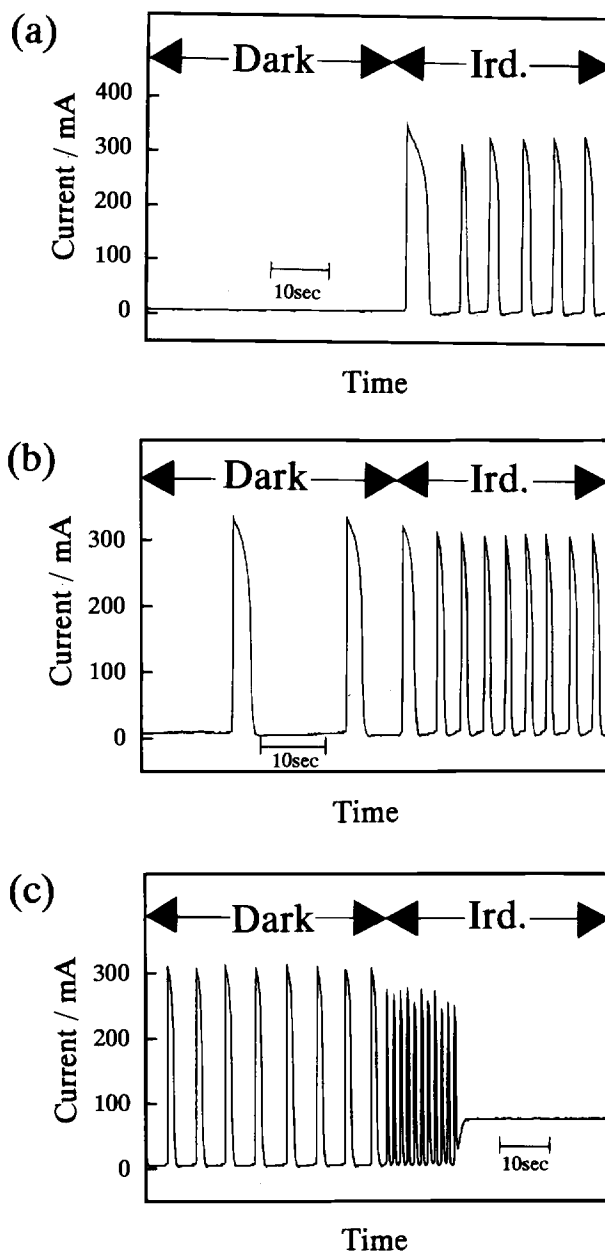 (a)
Dark Ird.
Current / mA
400
300
200
100
0
10sec
Time
(b)
Dark Ird.
Current / mA
300
200
100
0
10sec
Time
(c)
Dark Ird.
Current / mA
300
200
100
0
10sec
Time